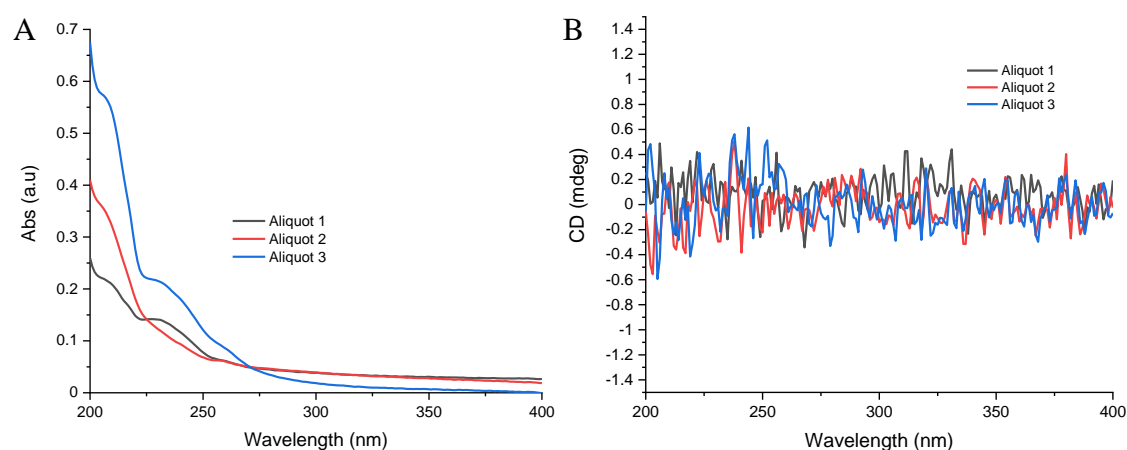 A
0.7
0.6
0.5
0.4
0.3
0.2
0.1
0
Abs (a.u)
Aliquot 1
Aliquot 2
Aliquot 3
200
250
300
350
400
Wavelength (nm)
B
1.4
1.2
1
0.8
0.6
0.4
0.2
0
-0.2
-0.4
-0.6
-0.8
-1
-1.2
-1.4
CD (mdeg)
Aliquot 1
Aliquot 2
Aliquot 3
200
250
300
350
400
Wavelength (nm)